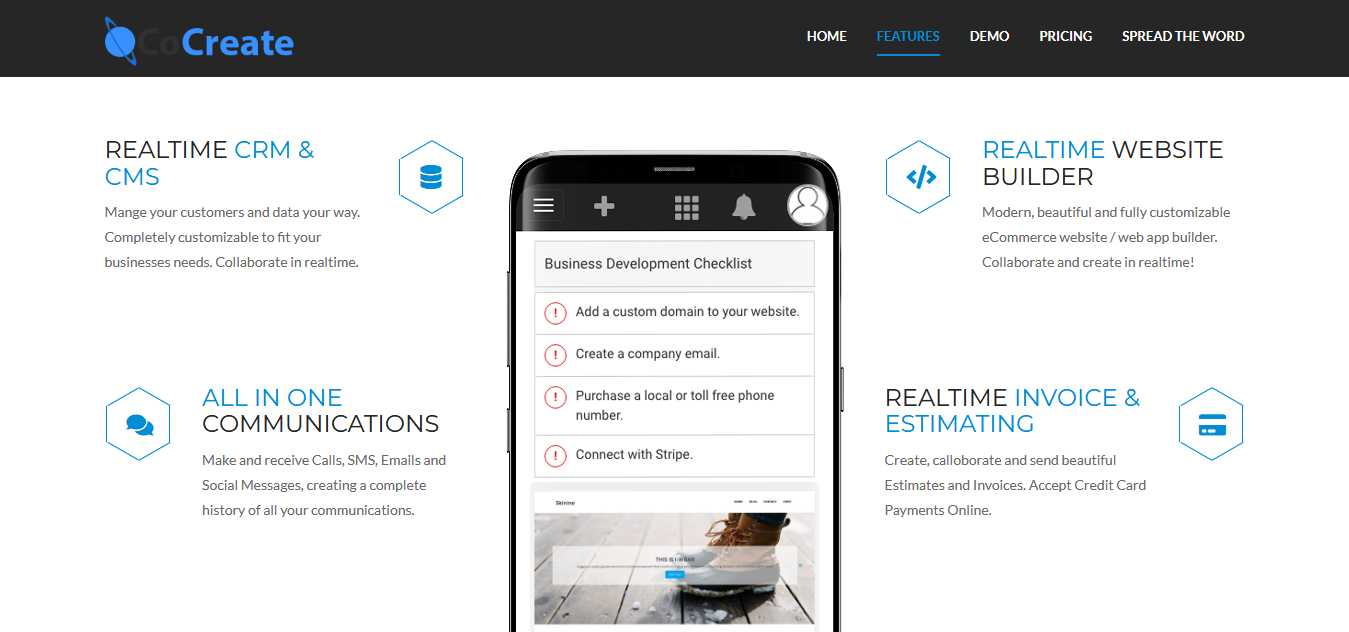 CoCreate
HOME FEATURES DEMO PRICING SPREAD THE WORD
REALTIME CRM &
CMS
Mange your customers and data your way.
Completely customizable to fit your
businesses needs. Collaborate in realtime.
ALL IN ONE
COMMUNICATIONS
Make and receive Calls, SMS, Emails and
Social Messages, creating a complete
history of all your communications.
Business Development Checklist
! Add a custom domain to your website.
! Create a company email.
! Purchase a local or toll free phone
number.
! Connect with Stripe.
Skinine
HOME BLOG CONTACT SHOP
REALTIME WEBSITE
BUILDER
Modern, beautiful and fully customizable
eCommerce website / web app builder.
Collaborate and create in realtime!
REALTIME INVOICE &
ESTIMATING
Create, calloborate and send beautiful
Estimates and Invoices. Accept Credit Card
Payments Online.